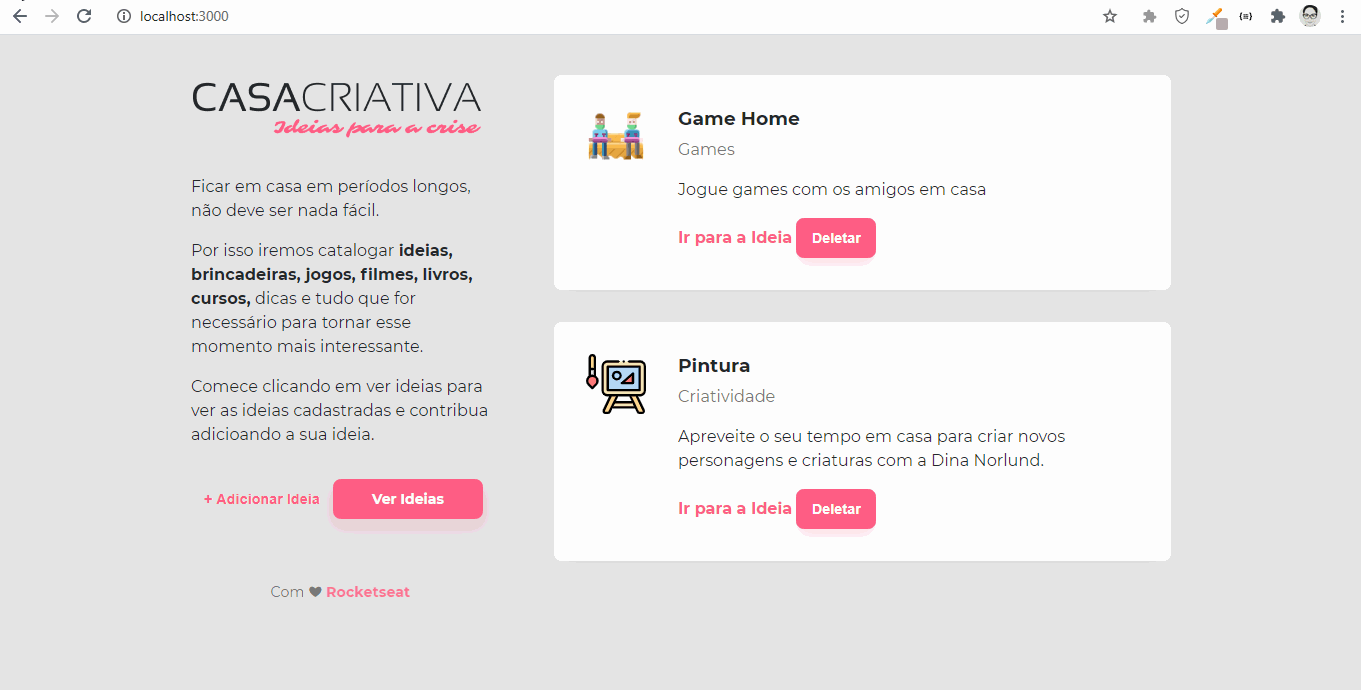 localhost:3000
CASACRIATIVA
Ideias para a crise
Ficar em casa em períodos longos,
não deve ser nada fácil.
Por isso iremos catalogar ideias,
brincadeiras, jogos, filmes, livros,
cursos, dicas e tudo que for
necessário para tornar esse
momento mais interessante.
Comece clicando em ver ideias para
ver as ideias cadastradas e contribua
adicioando a sua ideia.
+ Adicionar Ideia
Ver Ideias
Com ♥ Rocketseat
Game Home
Games
Jogue games com os amigos em casa
Ir para a Ideia
Deletar
Pintura
Criatividade
Apreveite o seu tempo em casa para criar novos
personagens e criaturas com a Dina Norlund.
Ir para a Ideia
Deletar